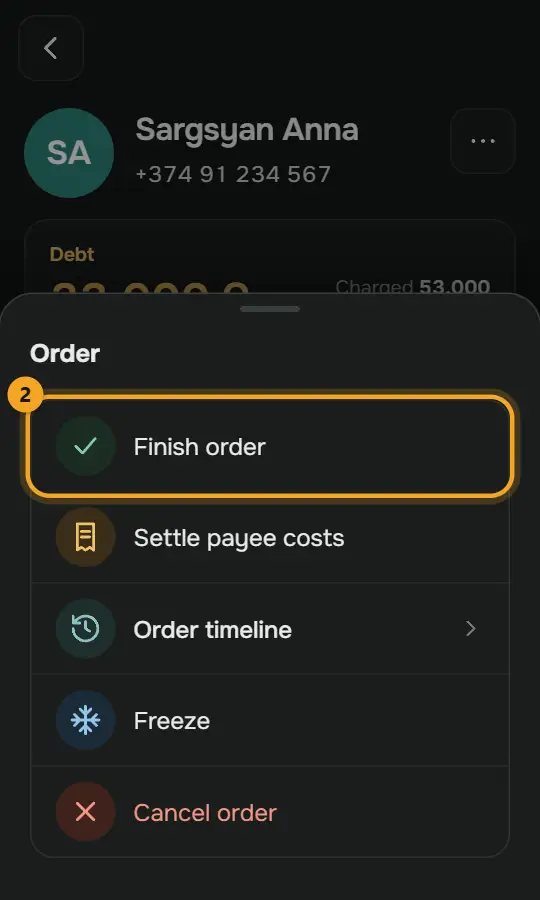 SA
Sargsyan Anna
+374 91 234 567
Debt
Charged 53,000
Order
2
Finish order
Settle payee costs
Order timeline
Freeze
Cancel order